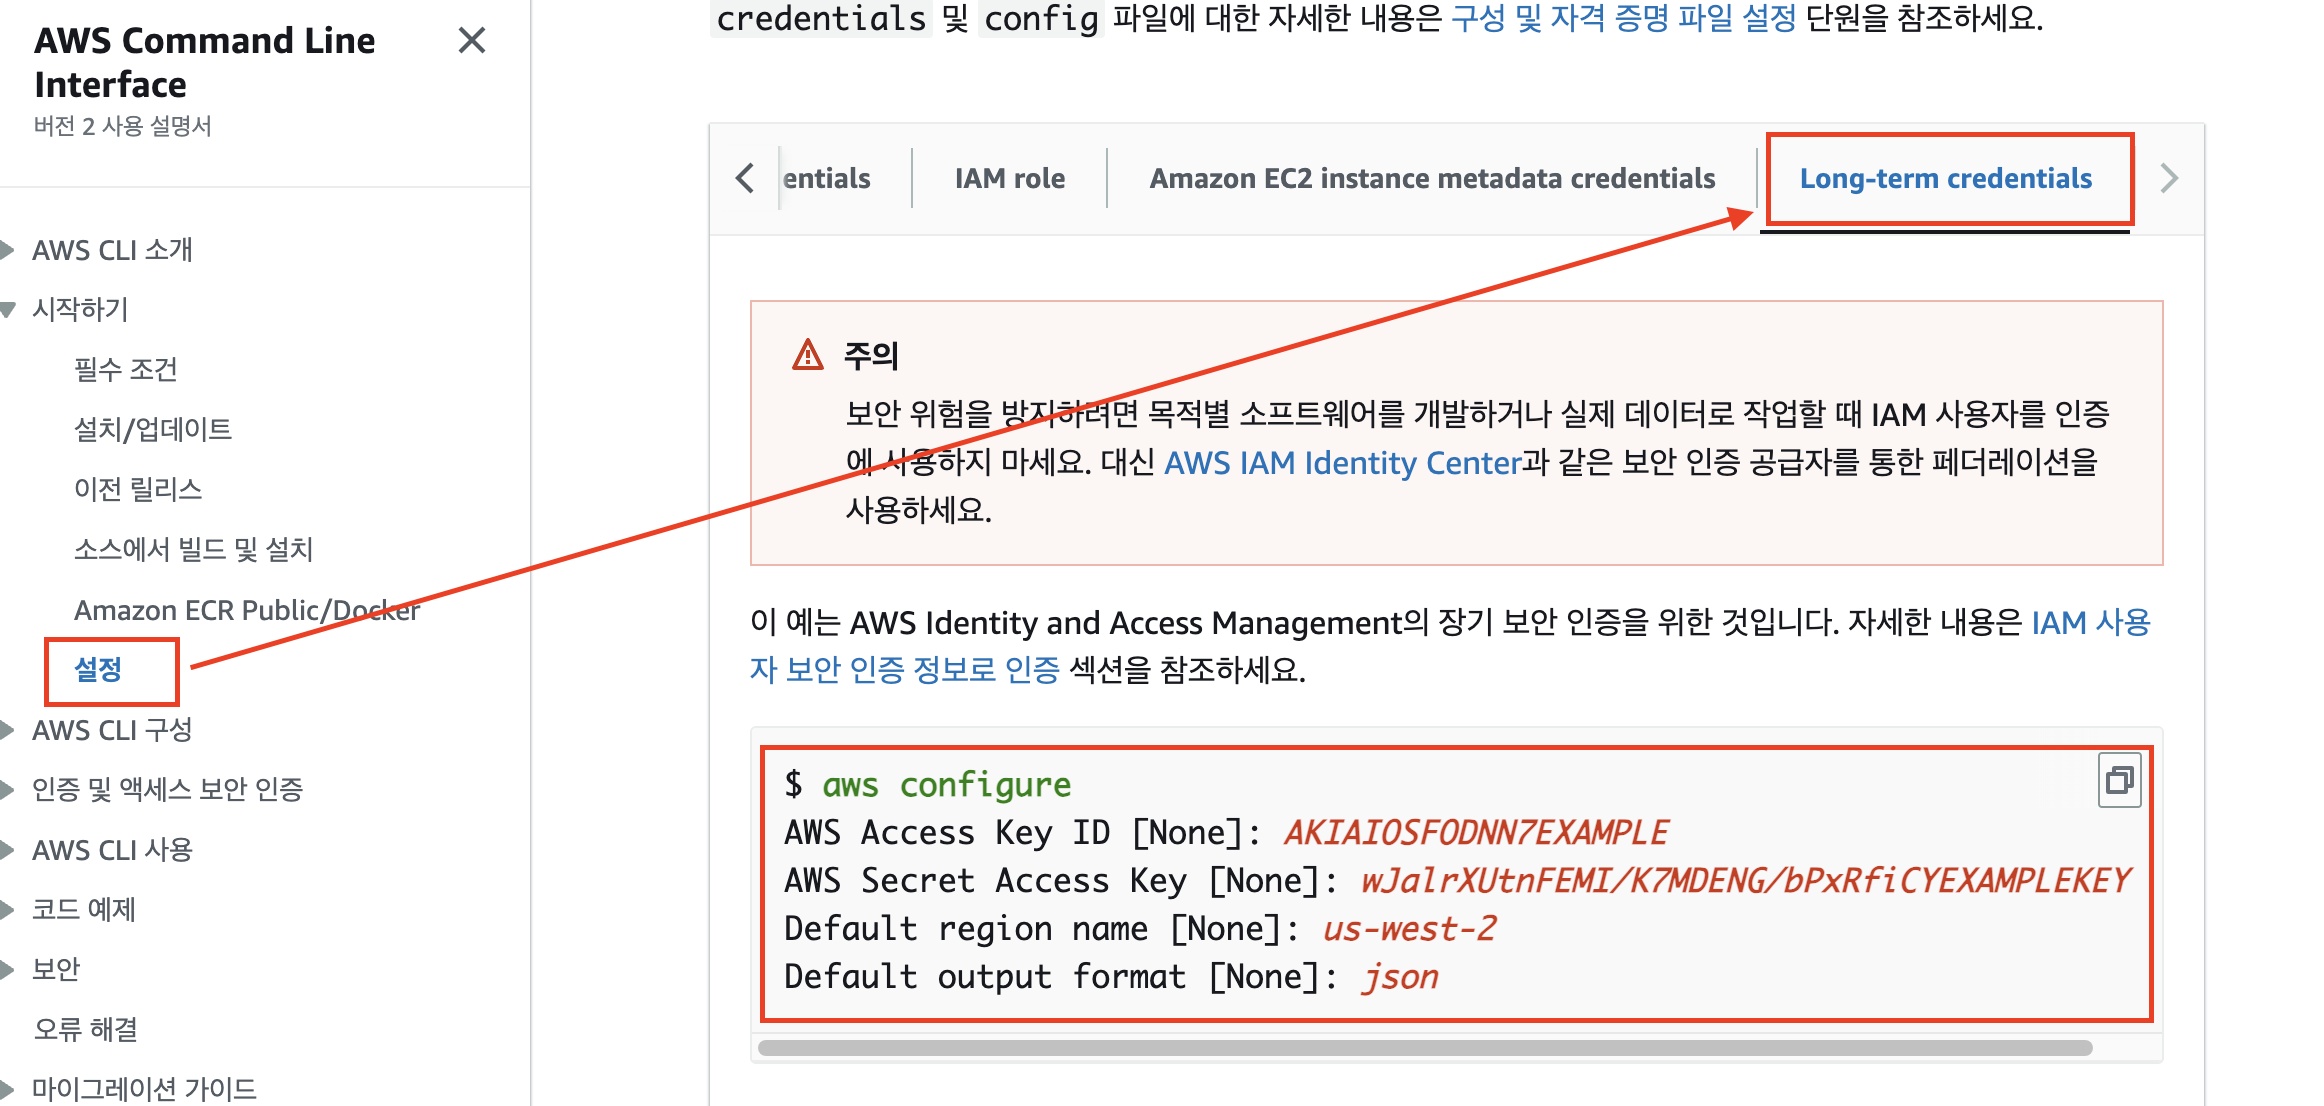 AWS Command Line
Interface
버전 2 사용 설명서
AWS CLI 소개
시작하기
필수 조건
설치/업데이트
이전 릴리스
소스에서 빌드 및 설치
Amazon ECR Public/Docker
설정
AWS CLI 구성
인증 및 액세스 보안 인증
AWS CLI 사용
코드 예제
보안
오류 해결
마이그레이션 가이드
credentials 및 config 파일에 대한 자세한 내용은 구성 및 자격 증명 파일 설정 단원을 참조하세요.
entials
IAM role
Amazon EC2 instance metadata credentials
Long-term credentials
주의
보안 위험을 방지하려면 목적별 소프트웨어를 개발하거나 실제 데이터로 작업할 때 IAM 사용자를 인증
에 사용하지 마세요. 대신 AWS IAM Identity Center과 같은 보안 인증 공급자를 통한 페더레이션을
사용하세요.
이 예는 AWS Identity and Access Management의 장기 보안 인증을 위한 것입니다. 자세한 내용은 IAM 사용
자 보안 인증 정보로 인증 섹션을 참조하세요.
$ aws configure
AWS Access Key ID [None]: AKIAIOSFODNN7EXAMPLE
AWS Secret Access Key [None]: wJalrXUtnFEMI/K7MDENG/bPxRfiCYEXAMPLEKEY
Default region name [None]: us-west-2
Default output format [None]: json